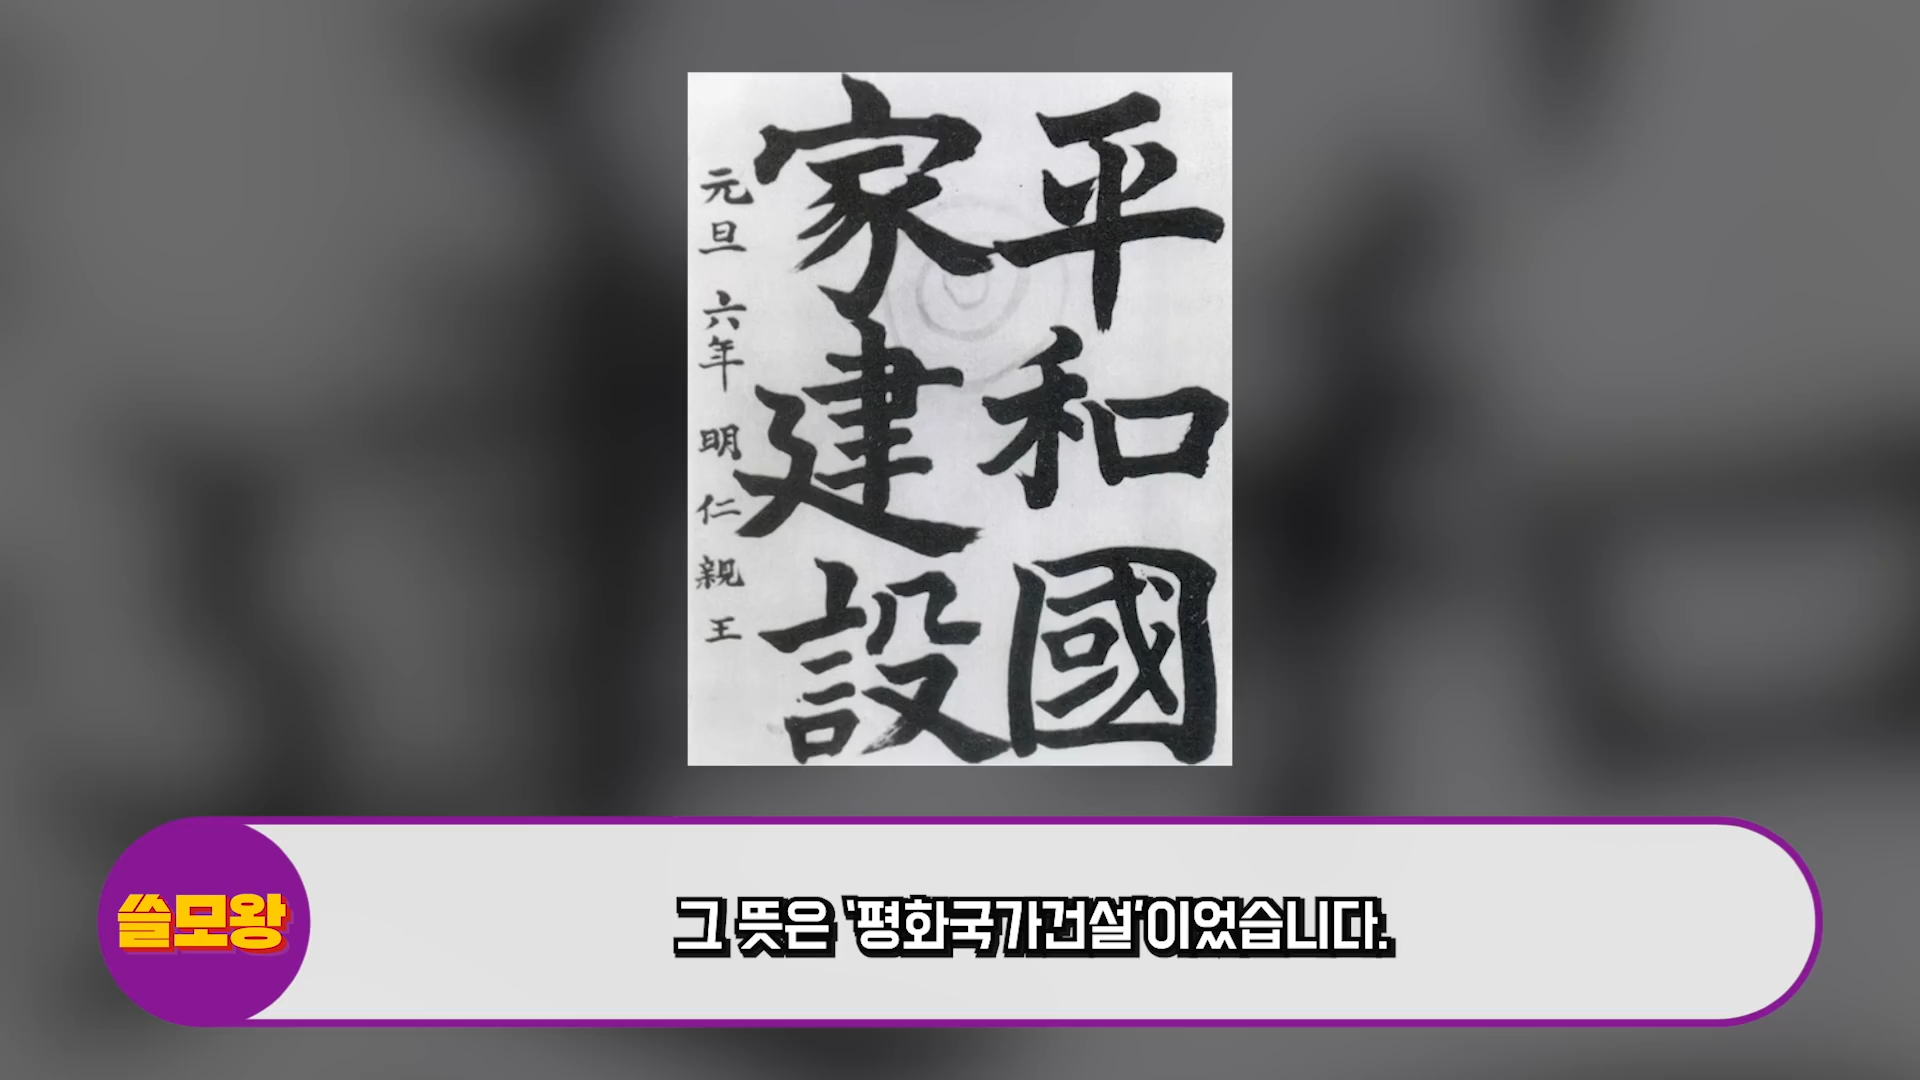 平和國
家建設
元旦 六年 明仁親王
쓸모왕
그 뜻은 '평화국가건설'이었습니다.